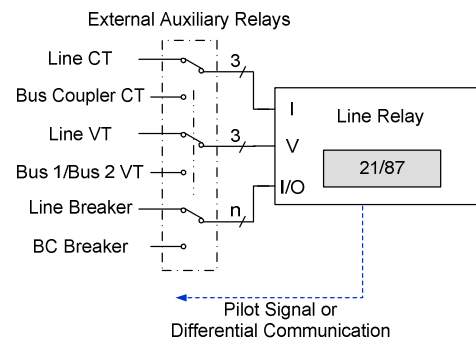 External Auxiliary Relays
Line CT
3
Bus Coupler CT
I
Line Relay
Line VT
3
V
Bus 1/Bus 2 VT
21/87
I/O
Line Breaker
n
BC Breaker
Pilot Signal or
Differential Communication